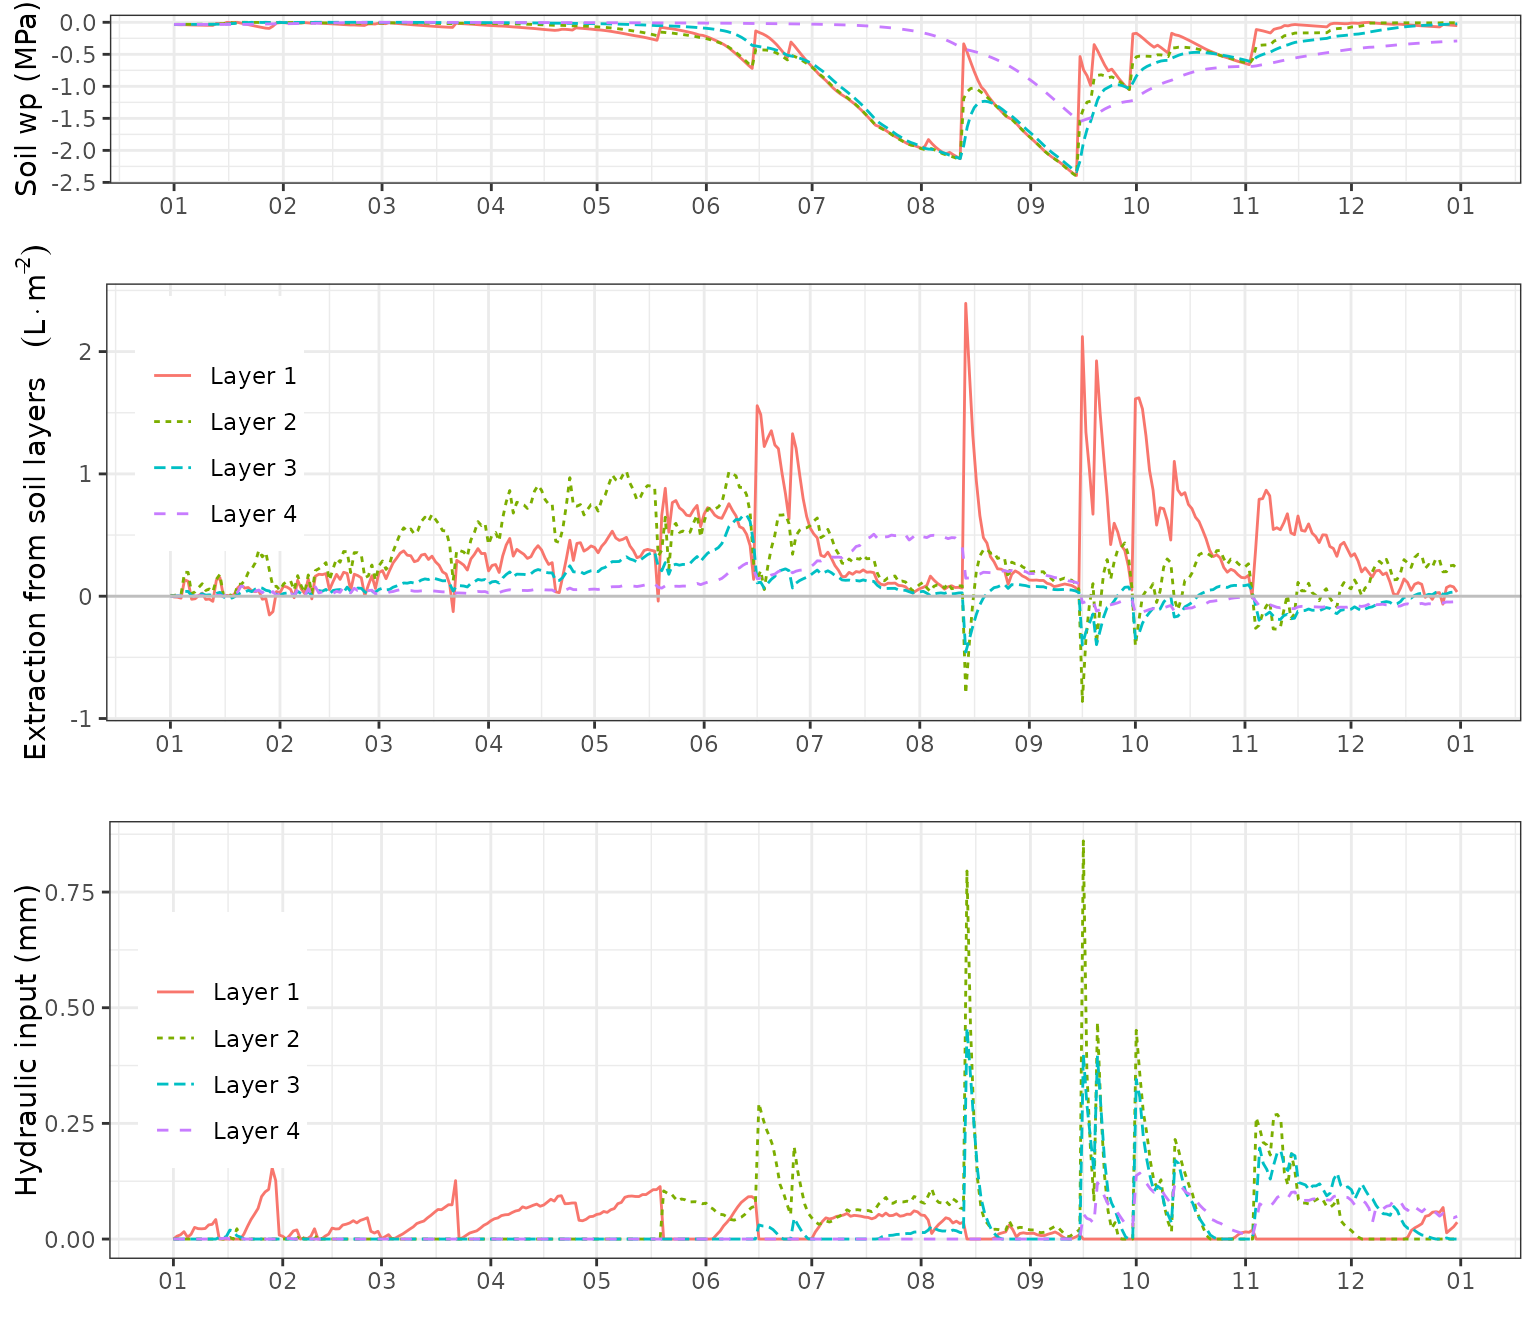 Soil wp (MPa)
0.0
-0.5
-1.0
-1.5
-2.0
-2.5
01 02 03 04 05 06 07 08 09 10 11 12 01
Extraction from soil layers (L·m⁻²)
2
1
0
-1
Layer 1
Layer 2
Layer 3
Layer 4
01 02 03 04 05 06 07 08 09 10 11 12 01
Hydraulic input (mm)
0.75
0.50
0.25
0.00
Layer 1
Layer 2
Layer 3
Layer 4
01 02 03 04 05 06 07 08 09 10 11 12 01